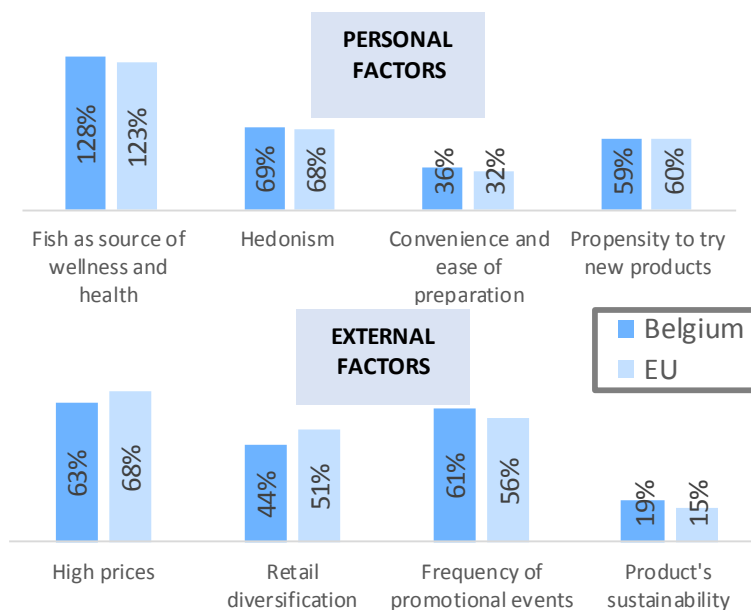 PERSONAL
FACTORS
128%
123%
69%
68%
36%
32%
59%
60%
Fish as source of
wellness and
health
Hedonism
Convenience and
ease of
preparation
Propensity to try
new products
EXTERNAL
FACTORS
Belgium
EU
63%
68%
44%
51%
61%
56%
19%
15%
High prices
Retail
diversification
Frequency of
promotional events
Product's
sustainability